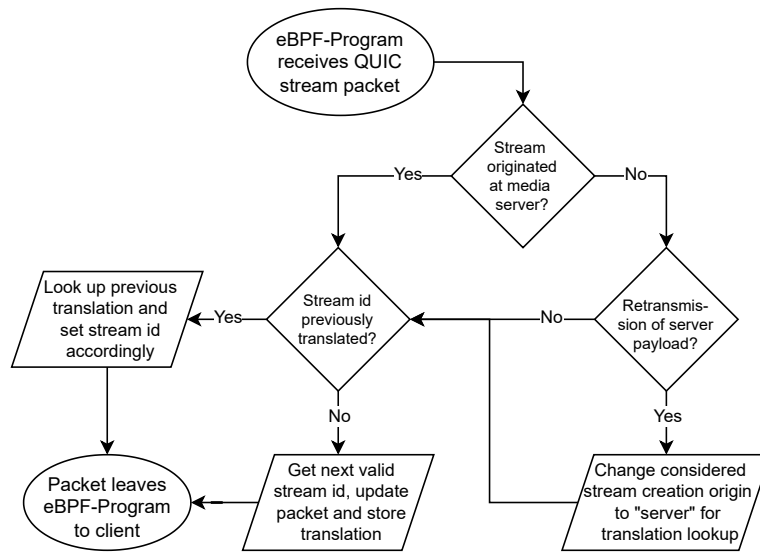 eBPF-Program
receives QUIC
stream packet
Stream
originated
at media
server?
Yes
No
Look up previous
translation and
set stream id
accordingly
Yes
Stream id
previously
translated?
No
Retransmis-
sion of server
payload?
No
Yes
Packet leaves
eBPF-Program
to client
Get next valid
stream id, update
packet and store
translation
Change considered
stream creation origin
to "server" for
translation lookup